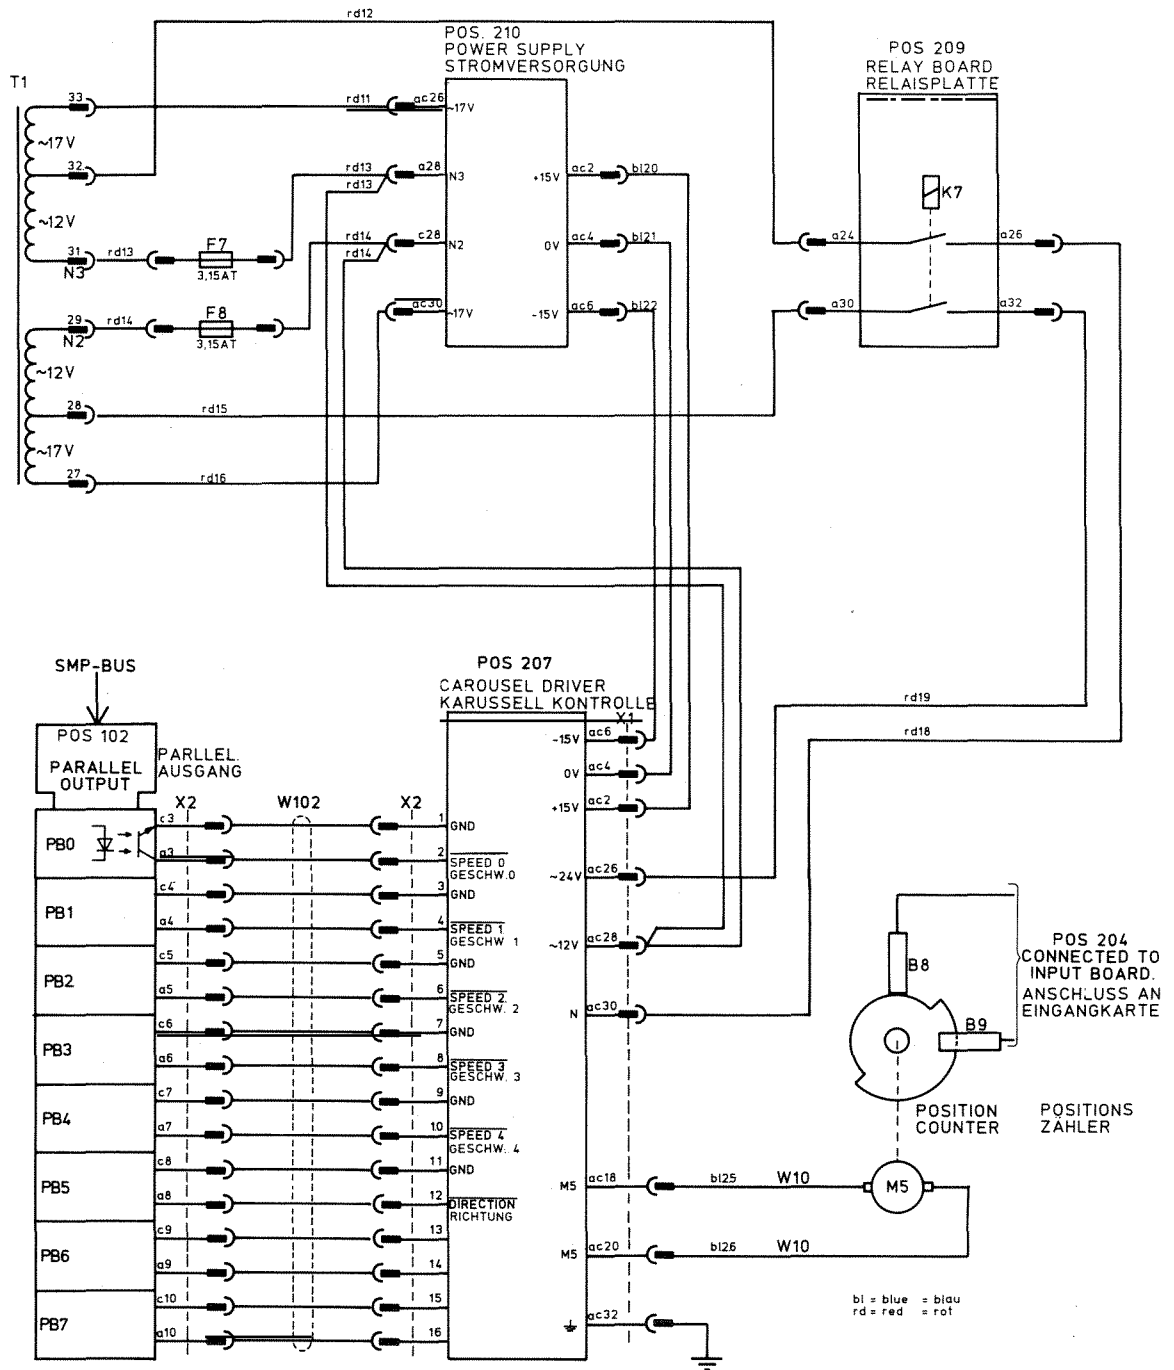 rd12
POS. 210
POWER SUPPLY
STROMVERSORGUNG
POS 209
RELAY BOARD
RELAISPLATTE
T1
33
rd11
ac26
~17V
~17V
32
rd13
a28
rd13
N3
+15V
ac2
bl20
K7
~12V
31
N3
rd13
F7
3,15AT
rd14
c28
rd14
N2
0V
ac4
bl21
a24
a26
29
N2
rd14
F8
3,15AT
ac30
~17V
-15V
ac6
bl22
a30
a32
~12V
28
rd15
~17V
27
rd16
SMP-BUS
POS 102
PARALLEL
OUTPUT
PARLLEL.
AUSGANG
POS 207
CAROUSEL DRIVER
KARUSSELL KONTROLLE
X1
rd19
rd18
-15V
ac6
0V
ac4
+15V
ac2
~24V
ac26
~12V
ac28
N
ac30
X2
W102
X2
PB0
c3
1
GND
a3
2
SPEED 0
GESCHW.0
PB1
c4
3
GND
a4
4
SPEED 1
GESCHW. 1
PB2
c5
5
GND
a5
6
SPEED 2
GESCHW. 2
PB3
c6
7
GND
a6
8
SPEED 3
GESCHW. 3
PB4
c7
9
GND
a7
10
SPEED 4
GESCHW. 4
PB5
c8
11
GND
a8
12
DIRECTION
RICHTUNG
PB6
c9
13
a9
14
PB7
c10
15
a10
16
B8
B9
POS 204
CONNECTED TO
INPUT BOARD.
ANSCHLUSS AN
EINGANGKARTE
POSITION
COUNTER
POSITIONS
ZÄHLER
M5
ac18
bl25
W10
M5
M5
ac20
bl26
W10
ac32
bl = blue = blau
rd = red = rot